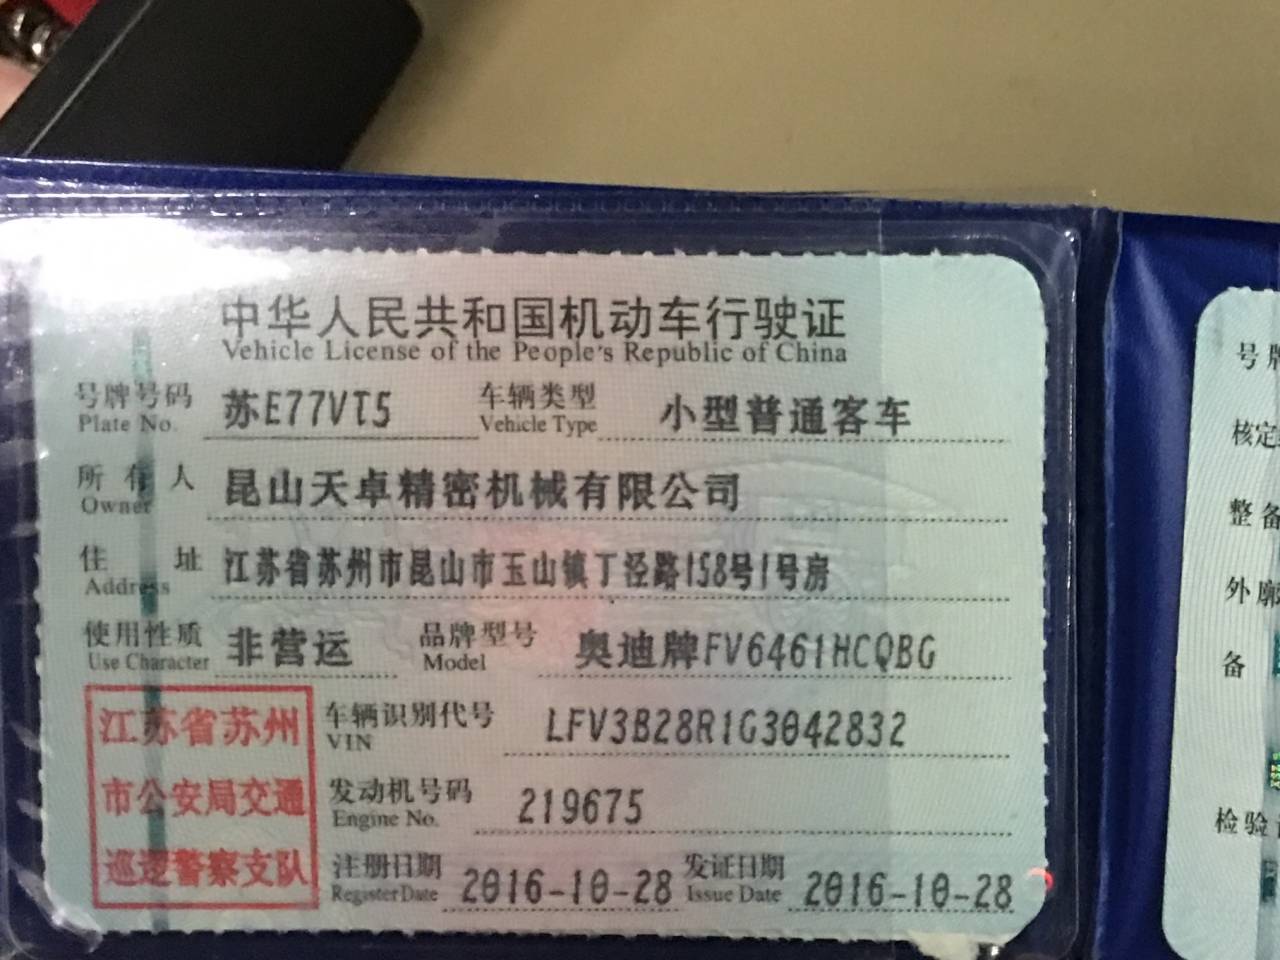 中华人民共和国机动车行驶证
Vehicle License of the People's Republic of China
号牌号码 苏E77VT5 车辆类型 小型普通客车
Plate No. Vehicle Type
所有人 昆山天卓精密机械有限公司
Owner
住址 江苏省苏州市昆山市玉山镇丁泾路158号1号房
Address
使用性质 非营运 品牌型号 奥迪牌FV6461HCQBG
Use Character Model
江苏省苏州
市公安局交通
巡逻警察支队
车辆识别代号 LFV3B28R1G3042832
VIN
发动机号码 219675
Engine No.
注册日期 2016-10-28 发证日期 2016-10-28
Register Date Issue Date
号牌
核定
整备
外廓
备
检验